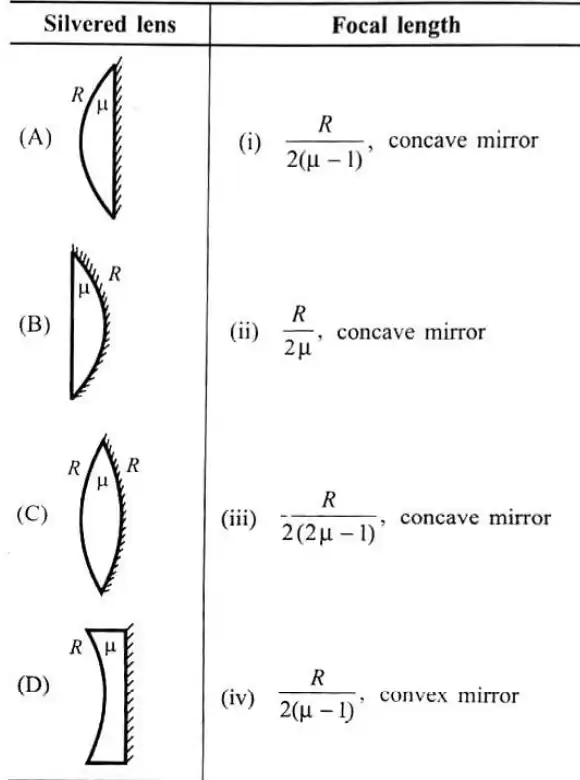 Silvered lens Focal length
(A) R μ (i) R/2(μ – 1), concave mirror
(B) R μ (ii) R/2μ, concave mirror
(C) R μ R (iii) R/2(2μ – 1), concave mirror
(D) R μ (iv) R/2(μ – 1), convex mirror